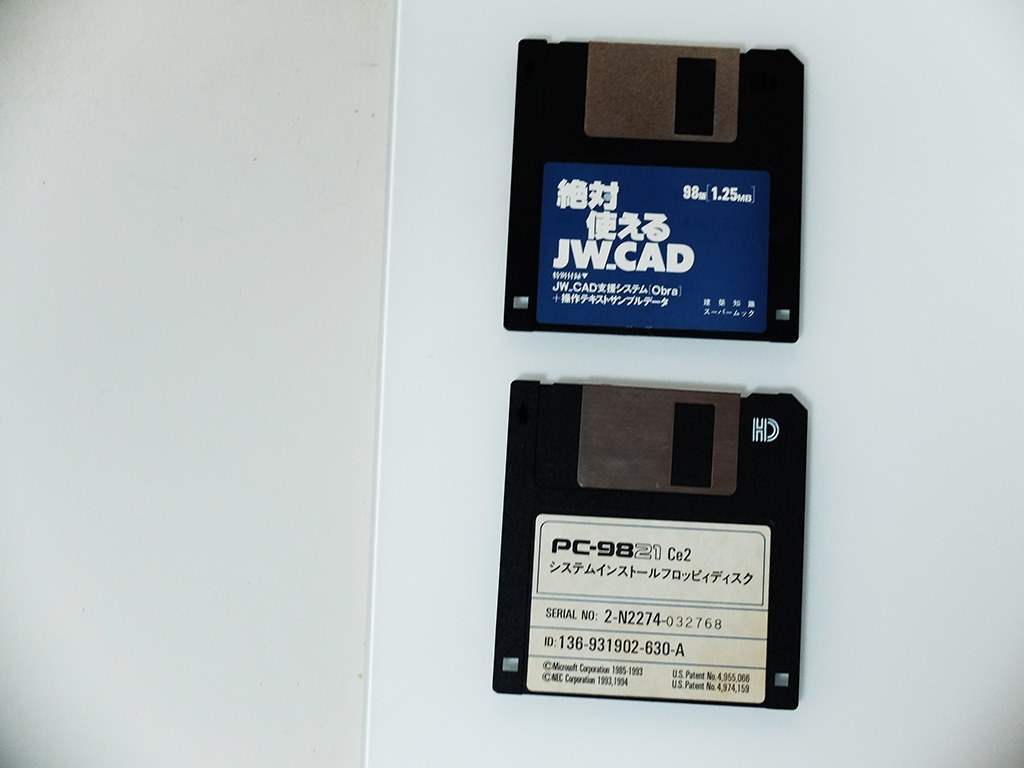 絶対
98版[1.25MB]
使える
JW_CAD
特別付録▼
JW_CAD支援システム[Obra]
+操作テキストサンプルデータ
建築知識
スーパームック
HD
PC-9821 Ce2
システムインストールフロッピィディスク
SERIAL NO: 2-N2274-032768
ID: 136-931902-630-A
©Microsoft Corporation 1985-1993
©NEC Corporation 1993,1994
U.S. Patent No.4,955,066
U.S. Patent No.4,974,159